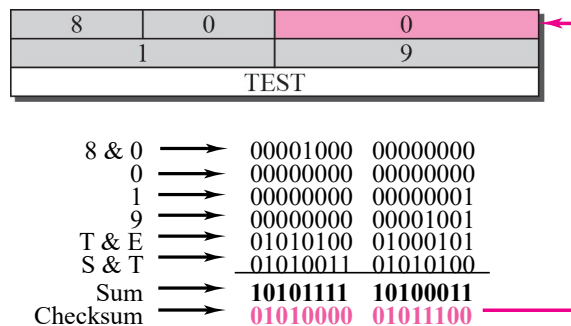 8 0 0
1 9
TEST
8 & 0 00001000 00000000
0 00000000 00000000
1 00000000 00000001
9 00000000 00001001
T & E 01010100 01000101
S & T 01010011 01010100
Sum 10101111 10100011
Checksum 01010000 01011100